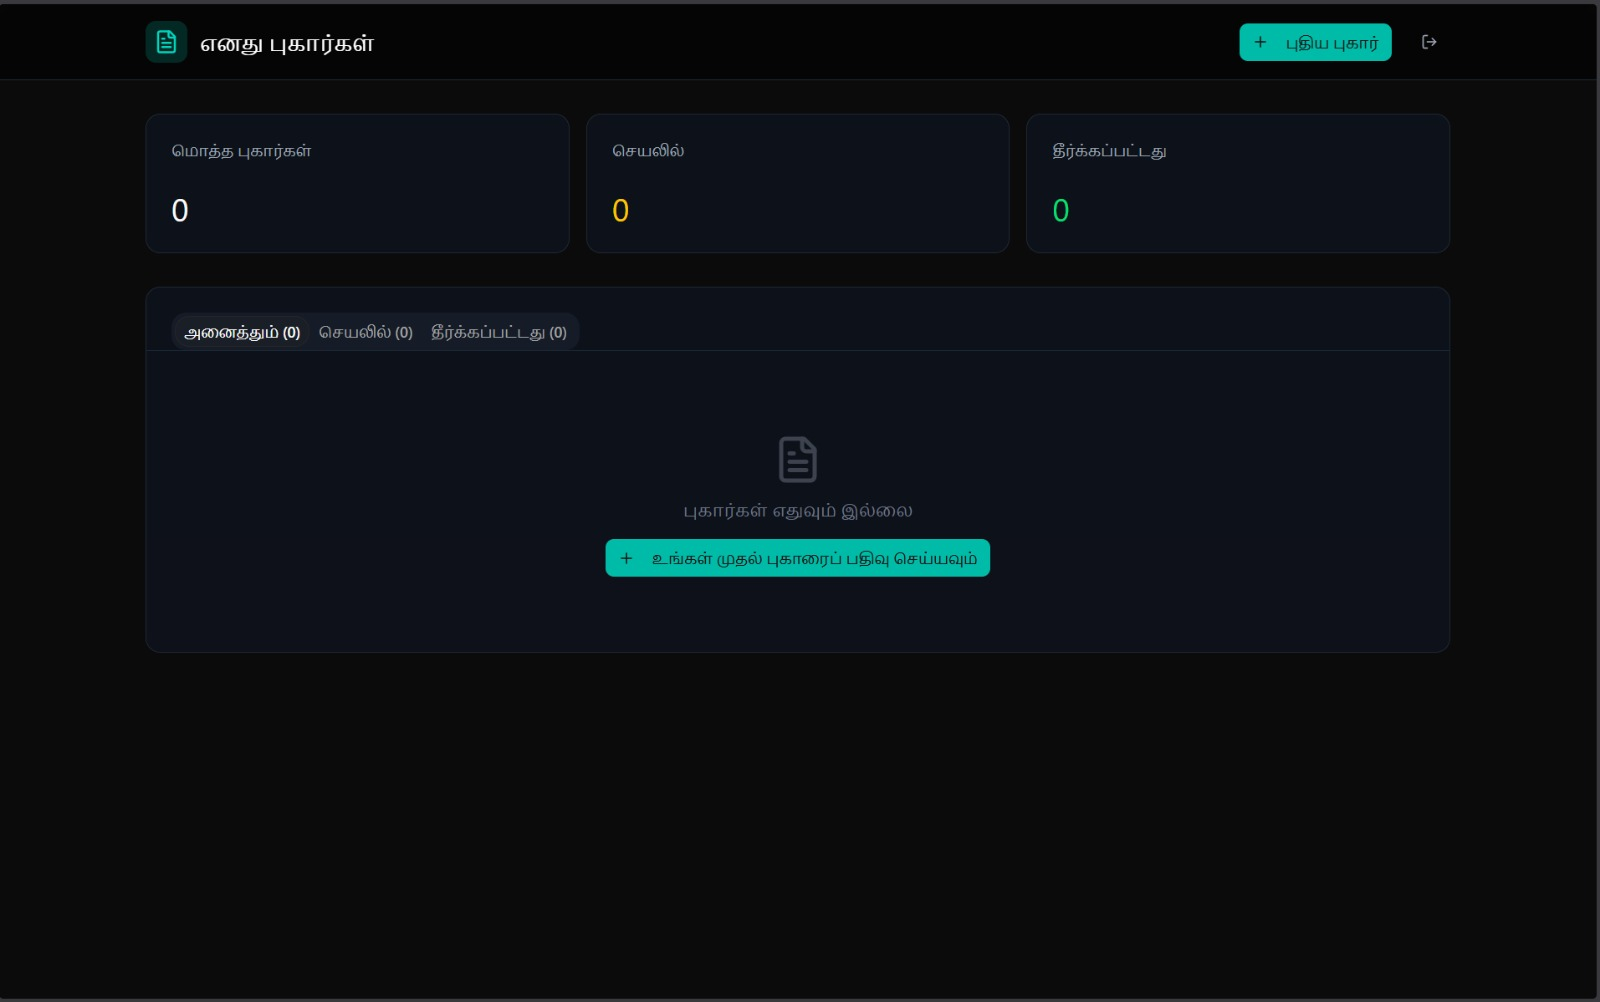 எனது புகார்கள்
+ புதிய புகார்
மொத்த புகார்கள்
0
செயலில்
0
தீர்க்கப்பட்டது
0
அனைத்தும் (0) செயலில் (0) தீர்க்கப்பட்டது (0)
புகார்கள் எதுவும் இல்லை
+ உங்கள் முதல் புகாரைப் பதிவு செய்யவும்